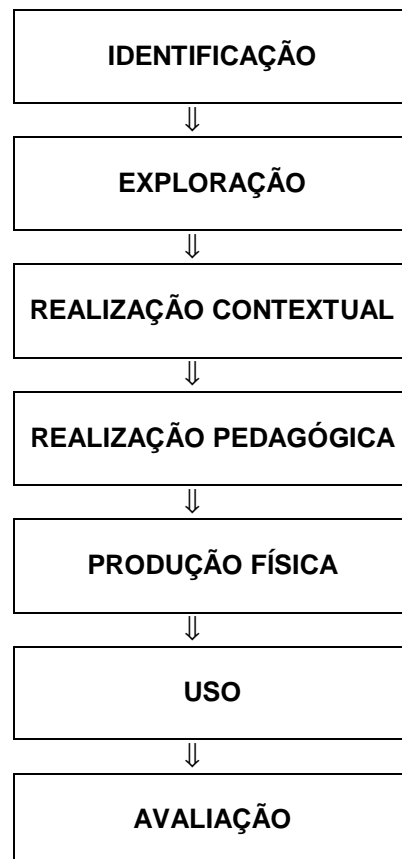 IDENTIFICAÇÃO
⇓
EXPLORAÇÃO
⇓
REALIZAÇÃO CONTEXTUAL
⇓
REALIZAÇÃO PEDAGÓGICA
⇓
PRODUÇÃO FÍSICA
⇓
USO
⇓
AVALIAÇÃO